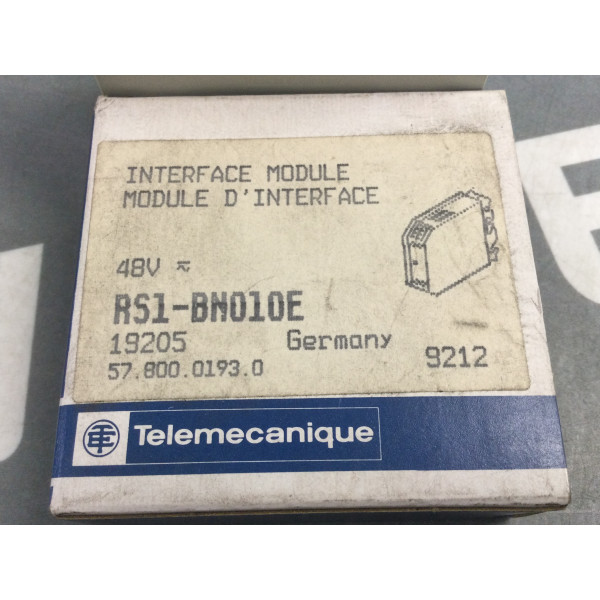 INTERFACE MODULE
MODULE D'INTERFACE
48V ≂
RS1-BN010E
19205 Germany 9212
57.800.0193.0
Telemecanique